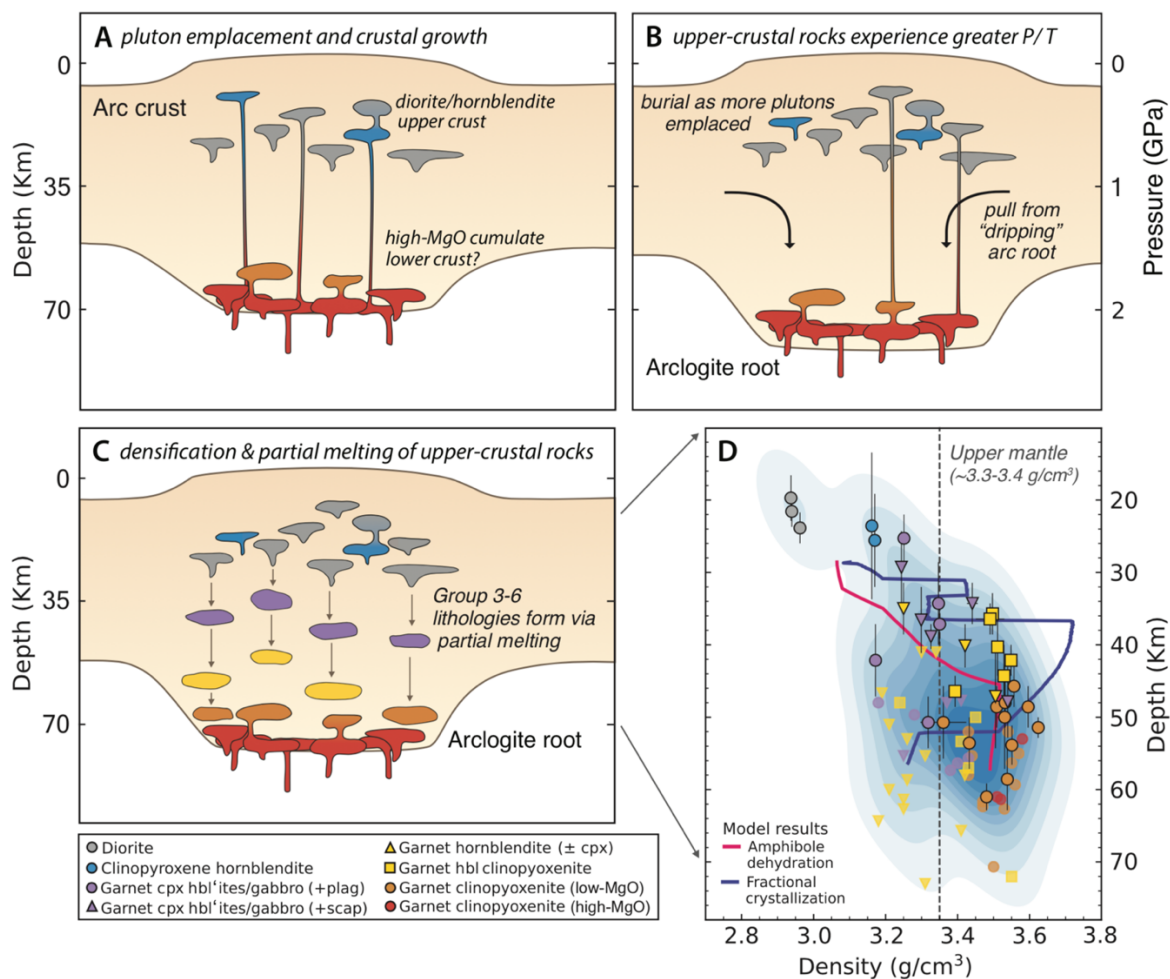 A pluton emplacement and crustal growth
0
35
70
Depth (Km)
Arc crust
diorite/hornblendite
upper crust
high-MgO cumulate
lower crust?
B upper-crustal rocks experience greater P/T
burial as more plutons
emplaced
pull from
"dripping"
arc root
Arclogite root
0
1
2
Pressure (GPa)
C densification & partial melting of upper-crustal rocks
0
35
70
Depth (Km)
Group 3-6
lithologies form via
partial melting
Arclogite root
D
Upper mantle
(~3.3-3.4 g/cm³)
20
30
40
50
60
70
Depth (Km)
Model results
Amphibole
dehydration
Fractional
crystallization
2.8 3.0 3.2 3.4 3.6 3.8
Density (g/cm³)
Diorite
Clinopyroxene hornblendite
Garnet cpx hbl'ites/gabbro (+plag)
Garnet cpx hbl'ites/gabbro (+scap)
Garnet hornblendite (± cpx)
Garnet hbl clinopyoxenite
Garnet clinopyoxenite (low-MgO)
Garnet clinopyoxenite (high-MgO)